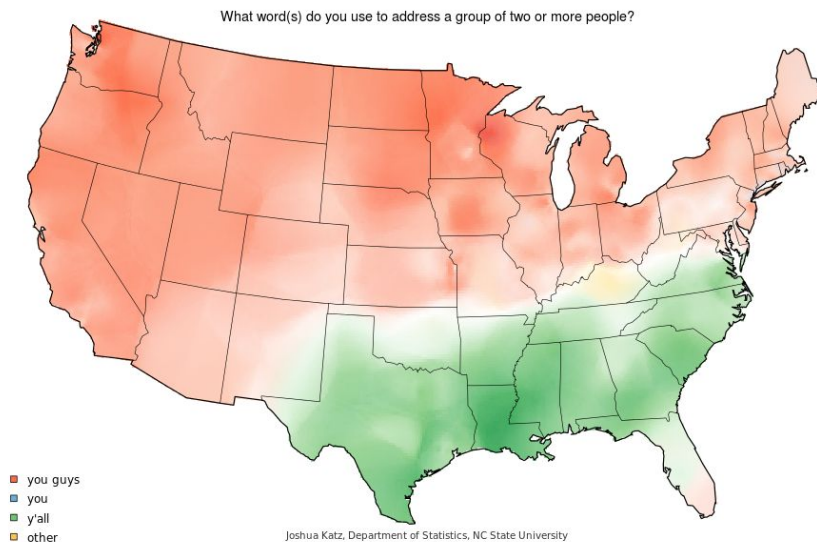 What word(s) do you use to address a group of two or more people?
you guys
you
y'all
other
Joshua Katz, Department of Statistics, NC State University